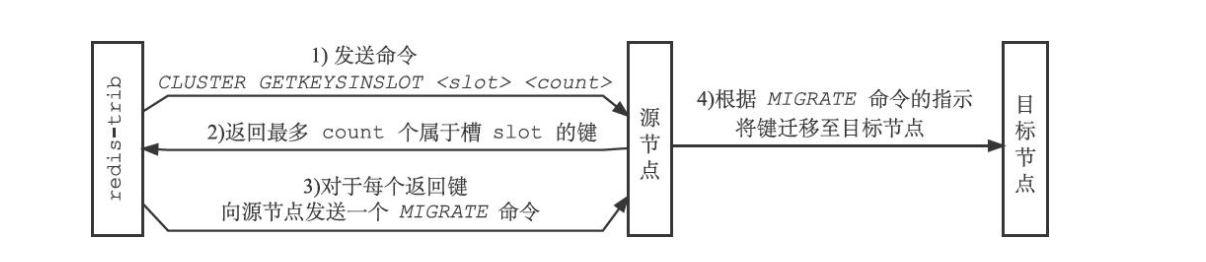 redis-trib
1) 发送命令
CLUSTER GETKEYSINSLOT <slot> <count>
2)返回最多 count 个属于槽 slot 的键
3)对于每个返回键
向源节点发送一个 MIGRATE 命令
源节点
4)根据 MIGRATE 命令的指示
将键迁移至目标节点
目标节点